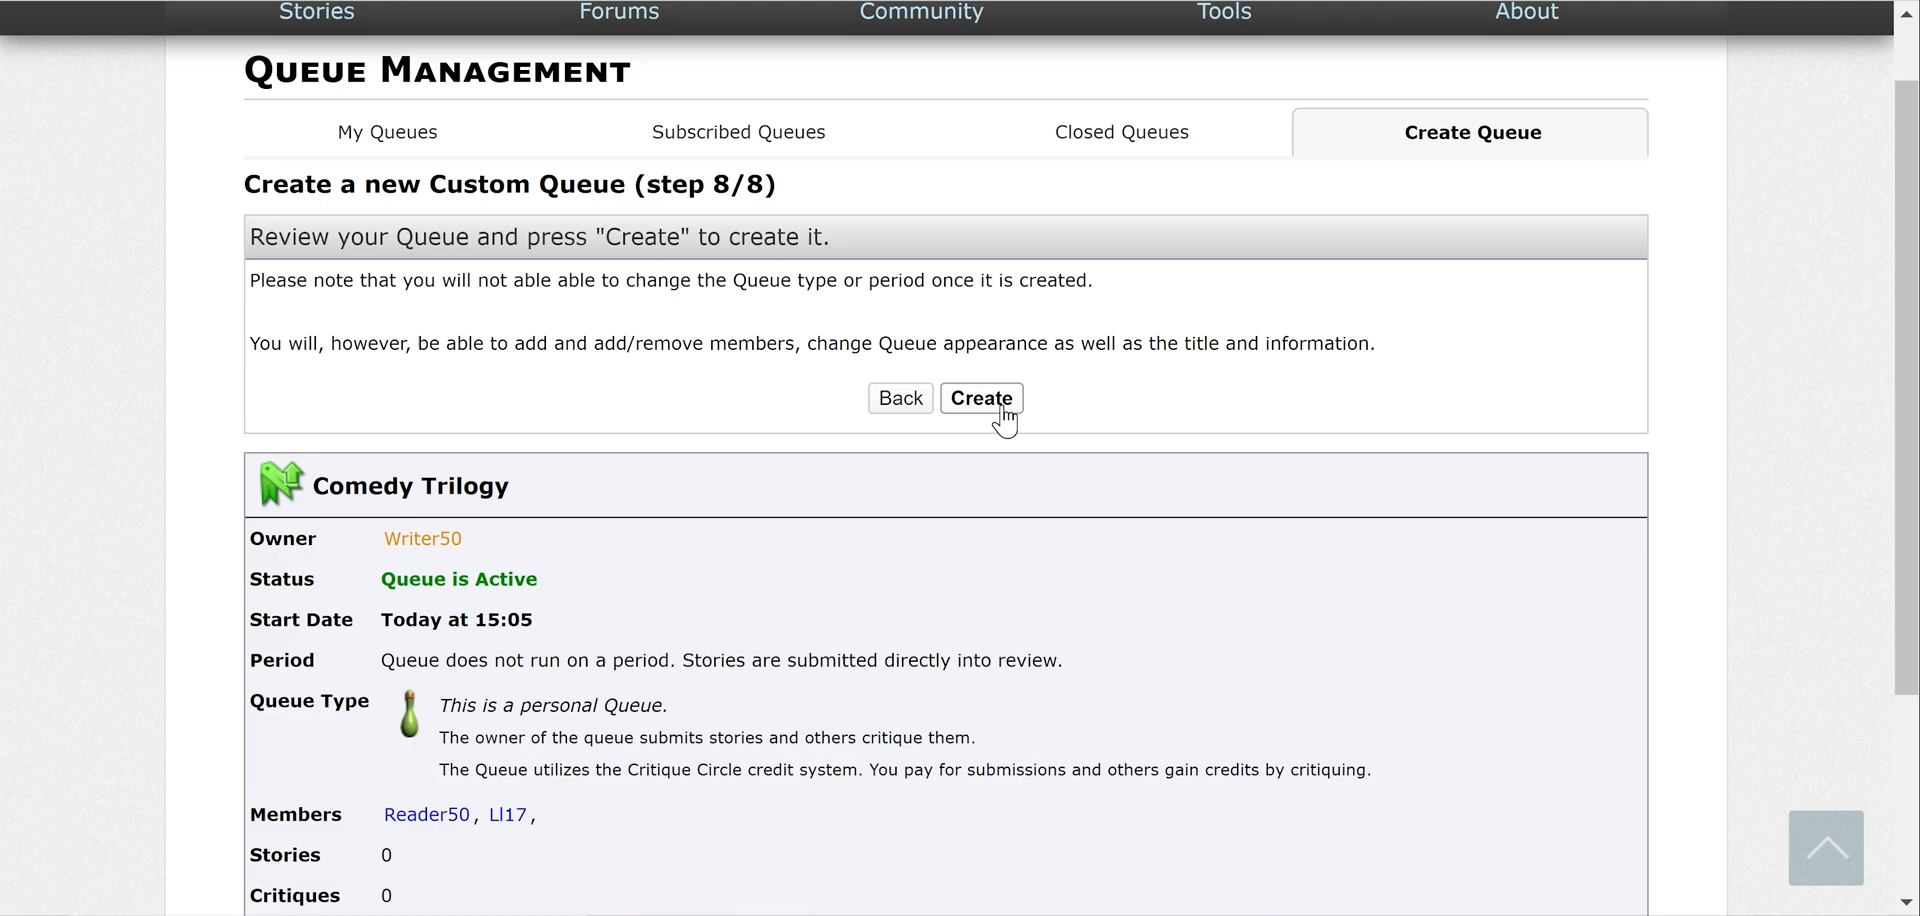 Stories Forums Community Tools About
Queue Management
My Queues Subscribed Queues Closed Queues Create Queue
Create a new Custom Queue (step 8/8)
Review your Queue and press "Create" to create it.
Please note that you will not able able to change the Queue type or period once it is created.
You will, however, be able to add and add/remove members, change Queue appearance as well as the title and information.
Back Create
Comedy Trilogy
Owner Writer50
Status Queue is Active
Start Date Today at 15:05
Period Queue does not run on a period. Stories are submitted directly into review.
Queue Type This is a personal Queue.
The owner of the queue submits stories and others critique them.
The Queue utilizes the Critique Circle credit system. You pay for submissions and others gain credits by critiquing.
Members Reader50, Ll17,
Stories 0
Critiques 0